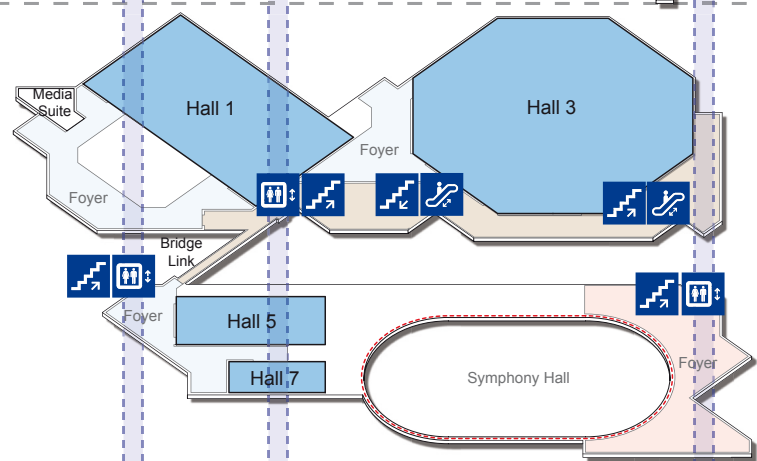 Hall 1
Hall 3
Media
Suite
Foyer
Foyer
Bridge
Link
Foyer
Hall 5
Foyer
Hall 7
Symphony Hall